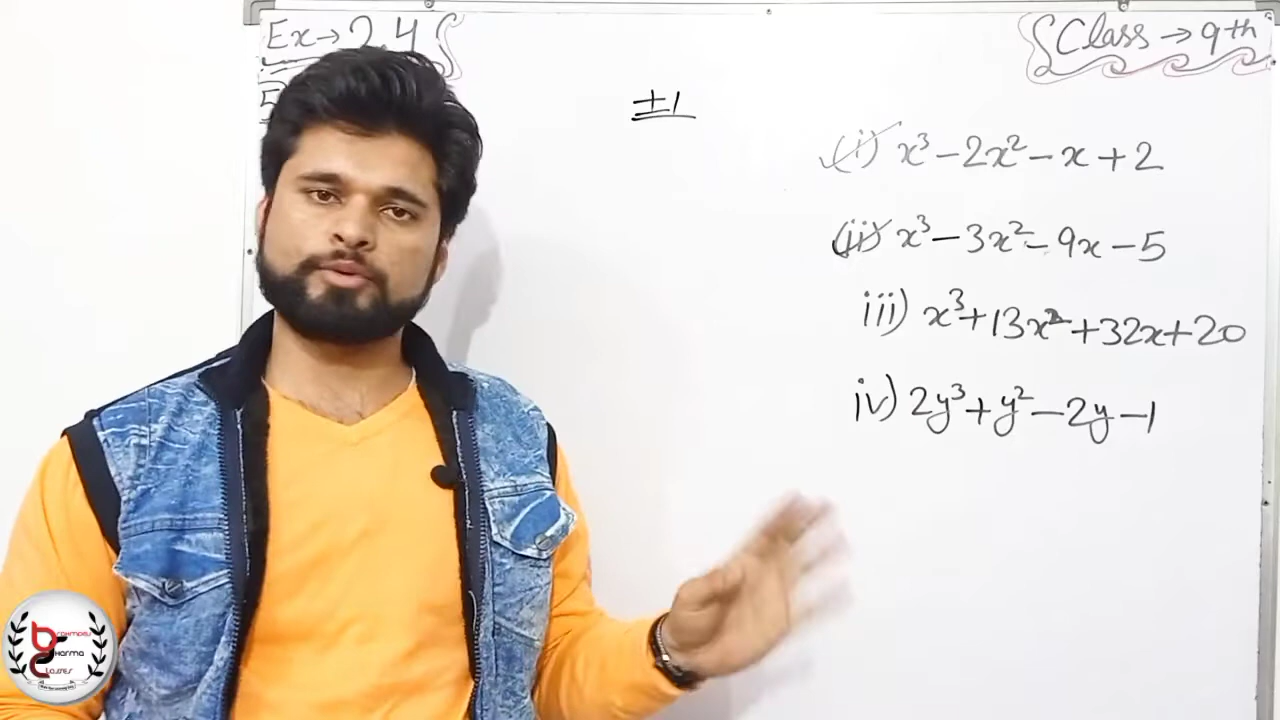 Ex→2.4
Class → 9th
5
±1
(i) x³ – 2x² – x + 2
(ii) x³ – 3x² – 9x – 5
iii) x³ + 13x² + 32x + 20
iv) 2y³ + y² – 2y – 1